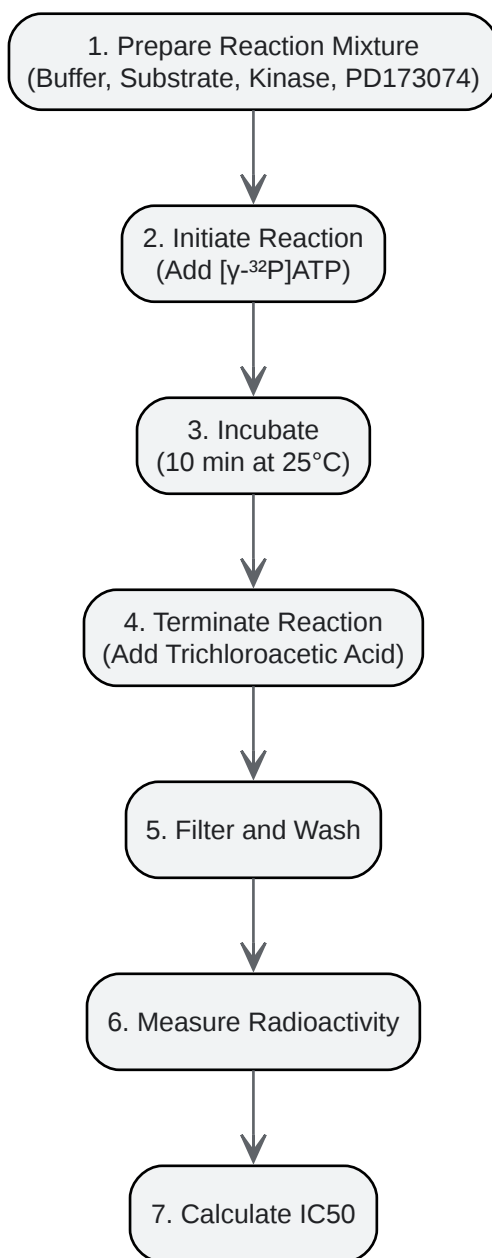 1. Prepare Reaction Mixture
(Buffer, Substrate, Kinase, PD173074)
2. Initiate Reaction
(Add [γ-³²P]ATP)
3. Incubate
(10 min at 25°C)
4. Terminate Reaction
(Add Trichloroacetic Acid)
5. Filter and Wash
6. Measure Radioactivity
7. Calculate IC50